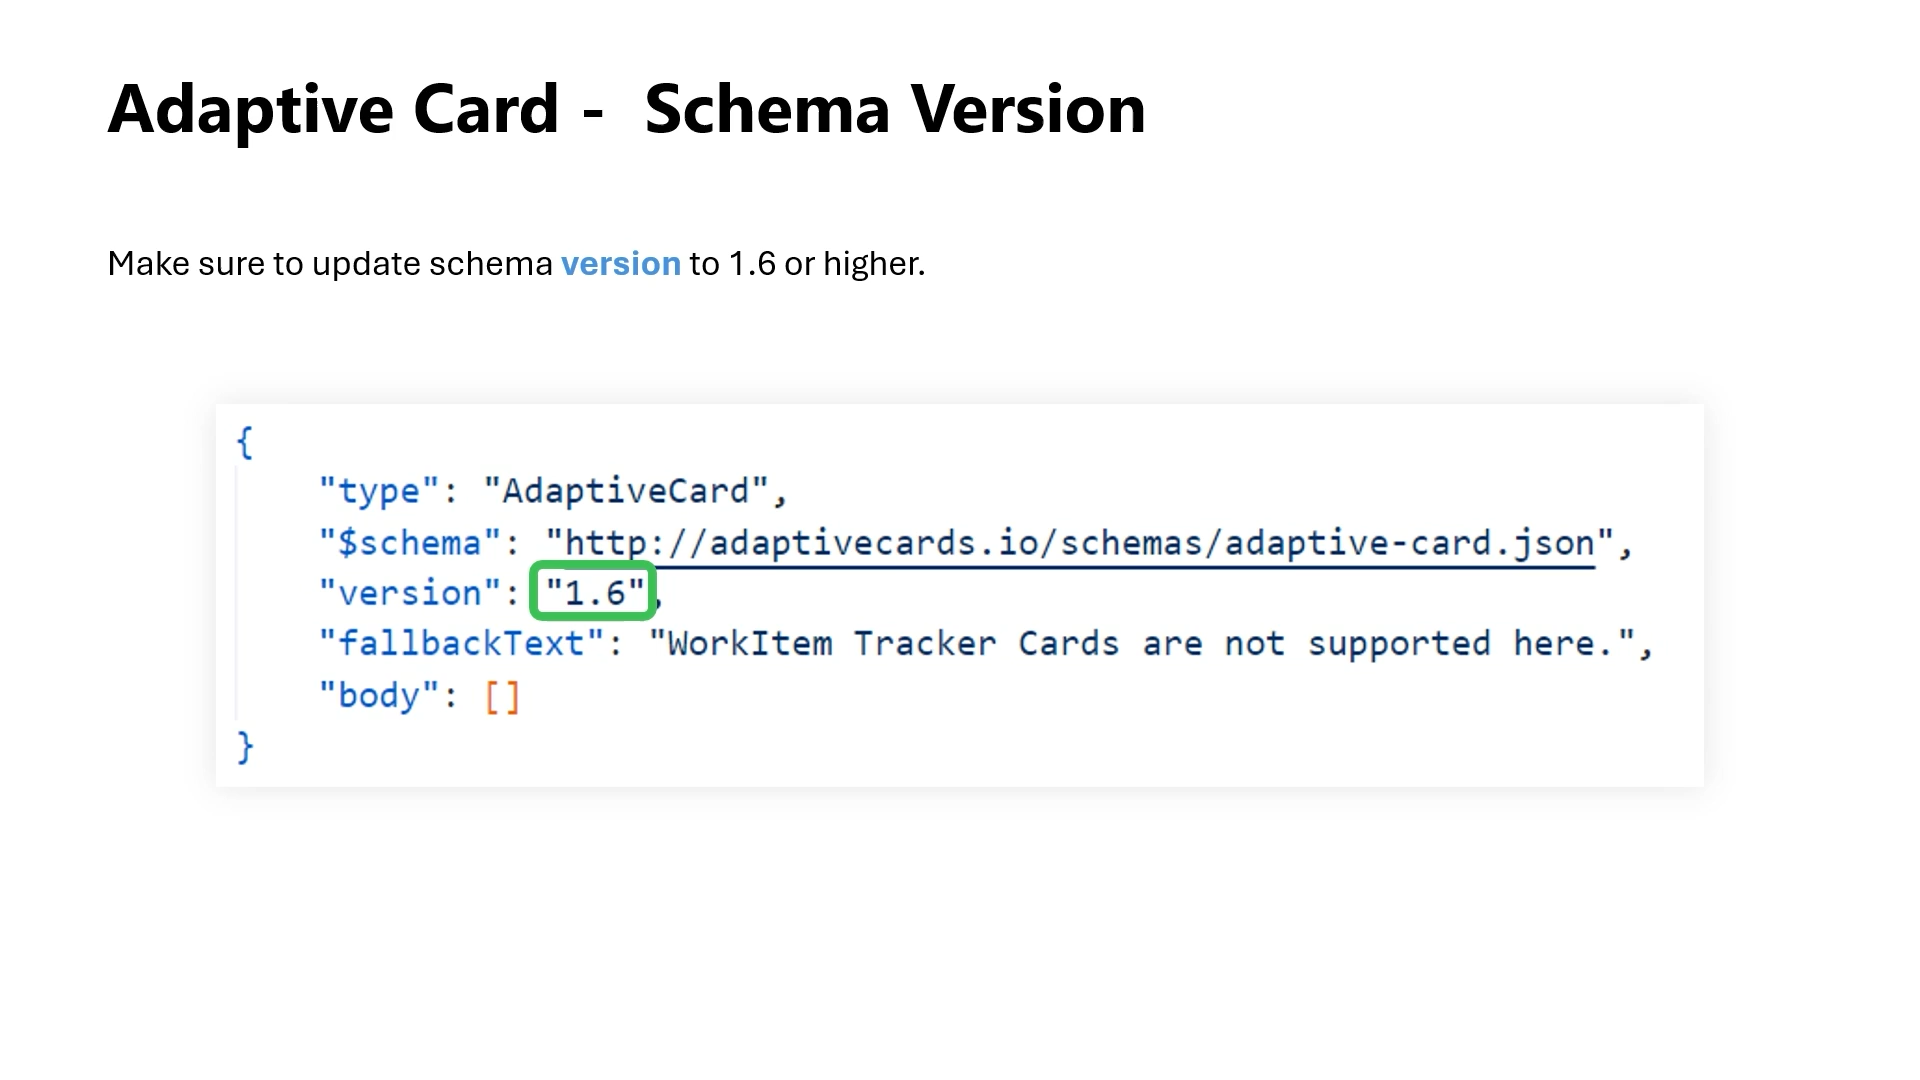 Adaptive Card -  Schema Version
Make sure to update schema version to 1.6 or higher.
{
"type": "AdaptiveCard",
"$schema": "http://adaptivecards.io/schemas/adaptive-card.json",
"version": "1.6",
"fallbackText": "WorkItem Tracker Cards are not supported here.",
"body": []
}